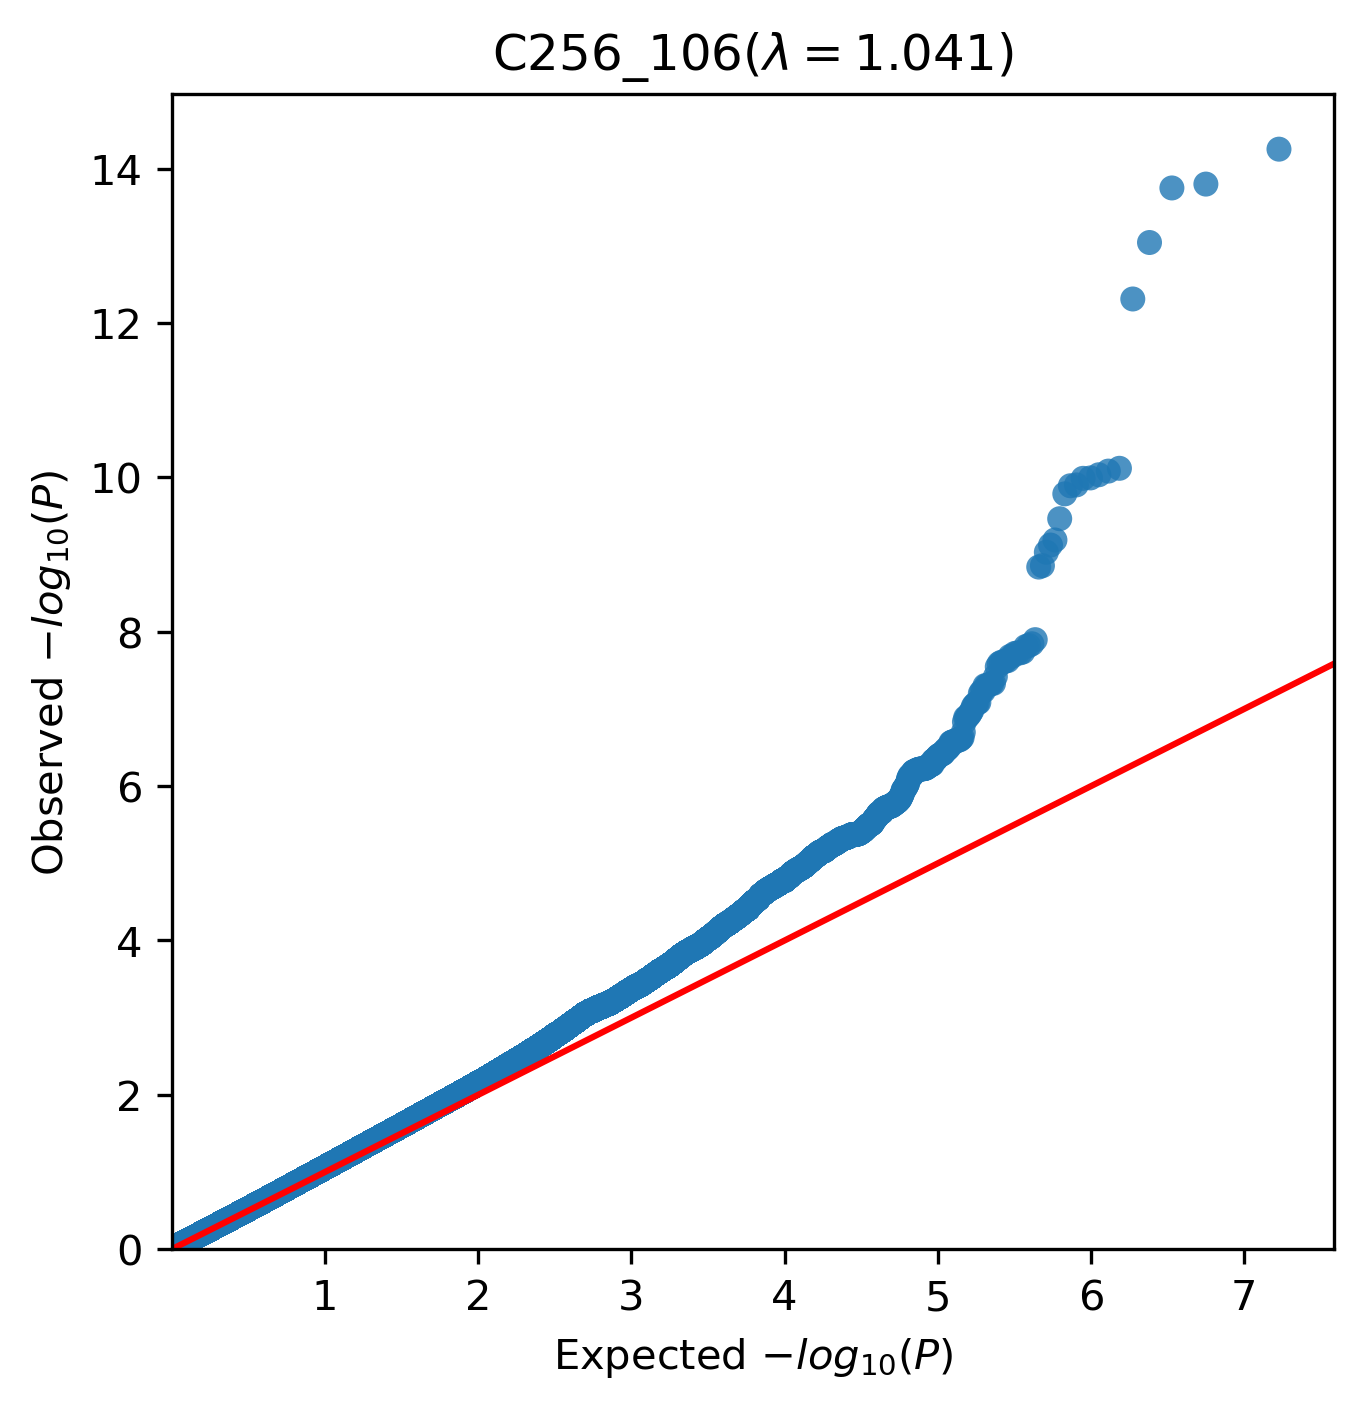 C256_106(λ = 1.041)
14
12
10
8
6
4
2
0
Observed −log₁₀(P)
1 2 3 4 5 6 7
Expected −log₁₀(P)